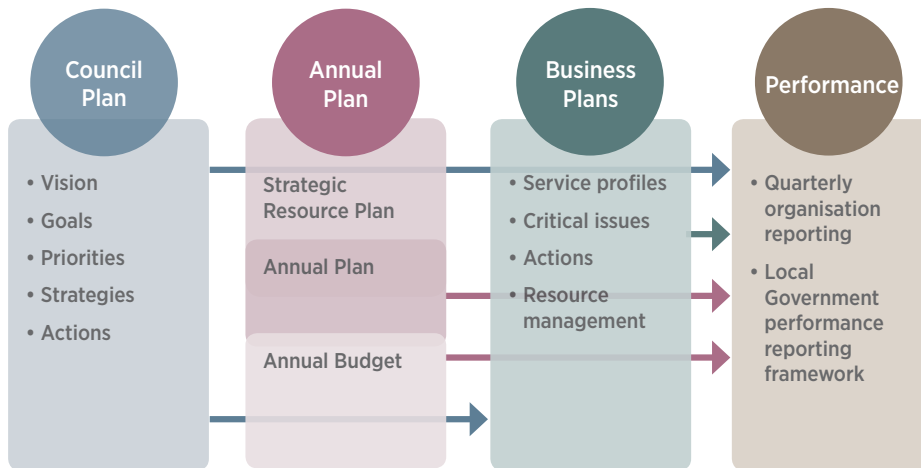 Council
Plan
• Vision
• Goals
• Priorities
• Strategies
• Actions
Annual
Plan
Strategic
Resource Plan
Annual Plan
Annual Budget
Business
Plans
• Service profiles
• Critical issues
• Actions
• Resource
management
Performance
• Quarterly
organisation
reporting
• Local
Government
performance
reporting
framework